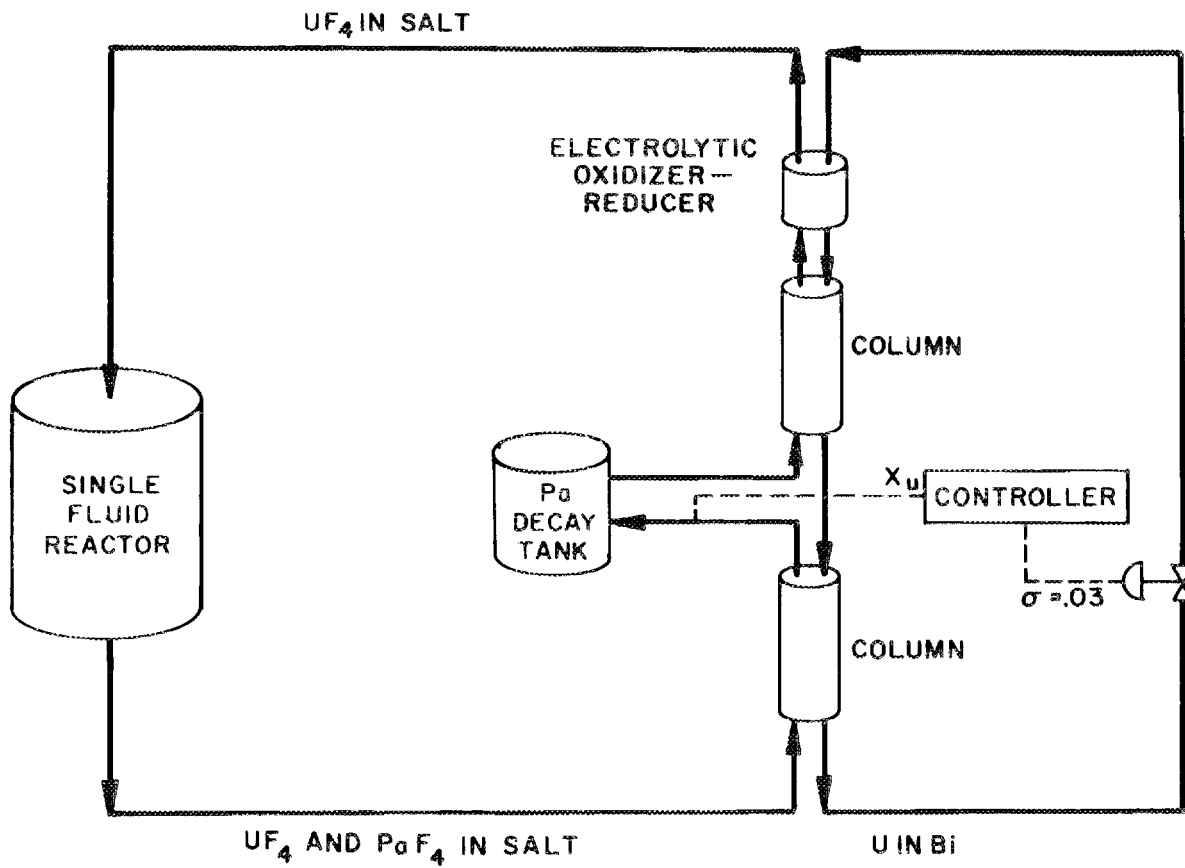 UF4 IN SALT
ELECTROLYTIC
OXIDIZER—
REDUCER
COLUMN
SINGLE
FLUID
REACTOR
Pa
DECAY
TANK
Xu
CONTROLLER
σ=.03
COLUMN
UF4 AND PaF4 IN SALT
U IN Bi